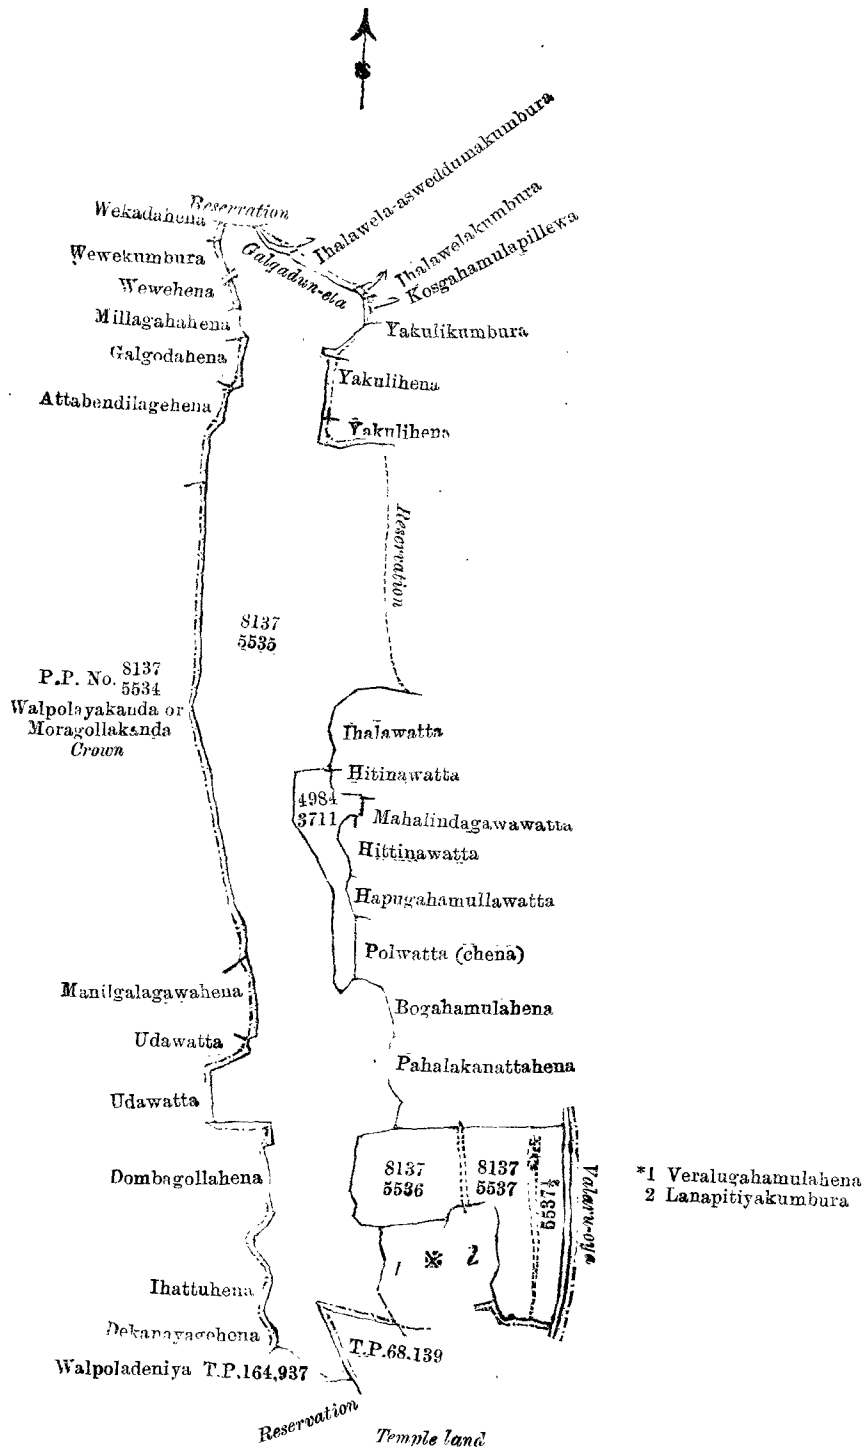 Reservation
Wekadahena
Ihalawela-asweddumakumbura
Wewekumbura
Galgadun-ela
Ihalawelakumbura
Wewehena
Kosgahamulapillewa
Millagahahena
Yakulikumbura
Galgodahena
Yakulihena
Attabendilagehena
Yakulihena
Reservation
8137
5535
P.P. No. 8137
5534
Walpolayakanda or
Moragollakanda
Crown
Ihalawatta
Hitinawatta
4984
3711
Mahalindagawawatta
Hittinawatta
Hapugahamullawatta
Polwatta (chena)
Manilgalagawahena
Bogahamulahena
Udawatta
Pahalakanattahena
Udawatta
Dombagollahena
8137
5536
8137
5537
5537½
Valaru-oya
*1 Veralugahamulahena
2 Lanapitiyakumbura
1 ※ 2
Ihattuhena
Dekanayagehena
T.P.68,139
Walpoladeniya T.P.164,937
Reservation
Temple land